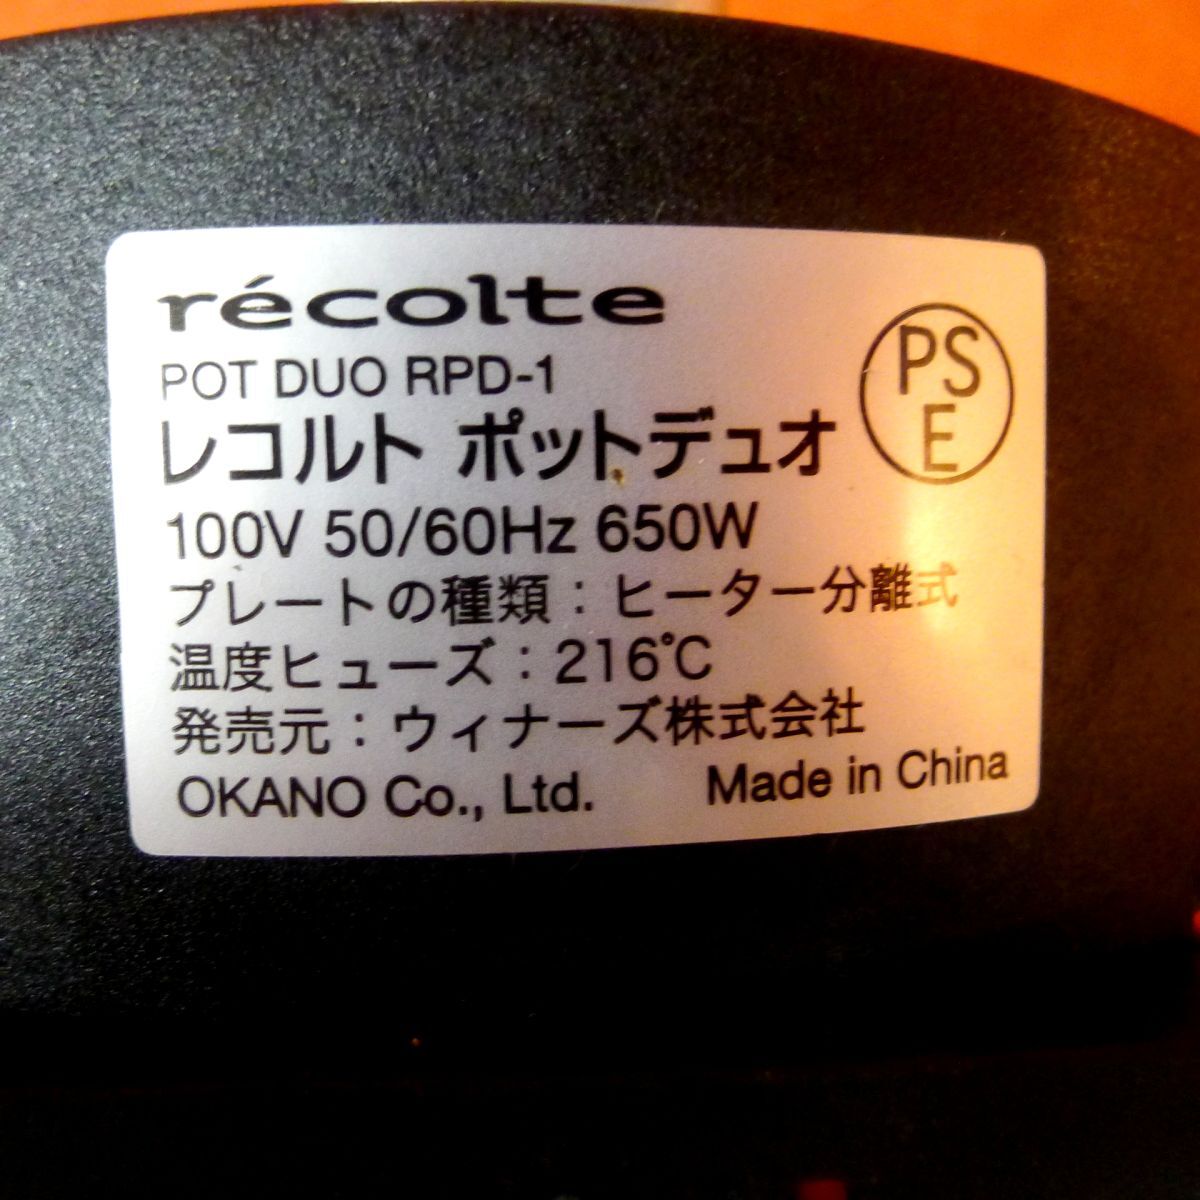 récolte
POT DUO RPD-1
レコルト ポットデュオ
PS
E
100V 50/60Hz 650W
プレートの種類：ヒーター分離式
温度ヒューズ：216℃
発売元：ウィナーズ株式会社
OKANO Co., Ltd. Made in China